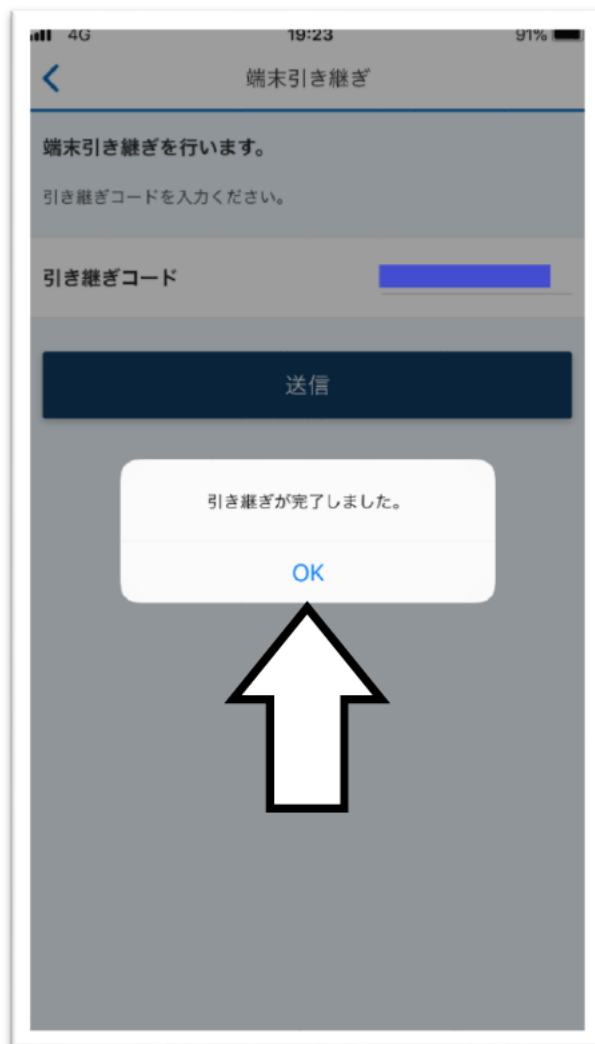 4G 19:23 91%
端末引き継ぎ
端末引き継ぎを行います。
引き継ぎコードを入力ください。
引き継ぎコード
送信
引き継ぎが完了しました。
OK